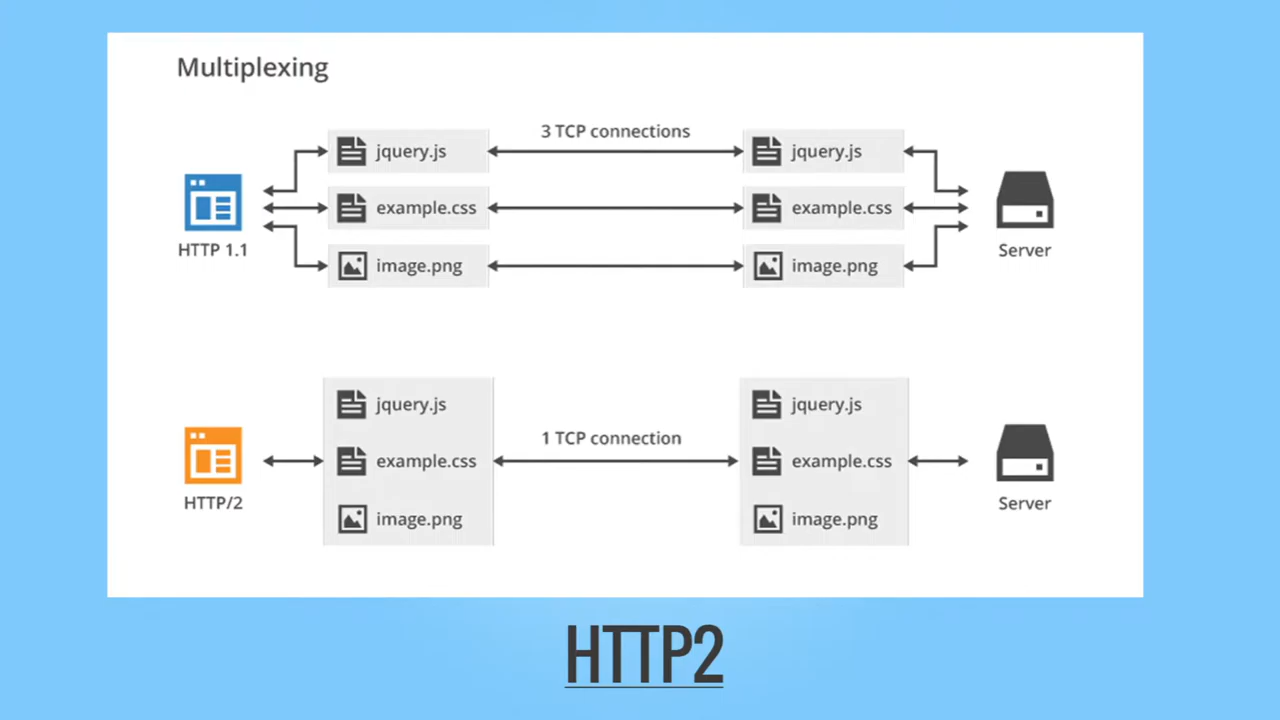 Multiplexing
3 TCP connections
jquery.js
jquery.js
example.css
example.css
HTTP 1.1
Server
image.png
image.png
jquery.js
jquery.js
1 TCP connection
example.css
example.css
HTTP/2
Server
image.png
image.png
HTTP2